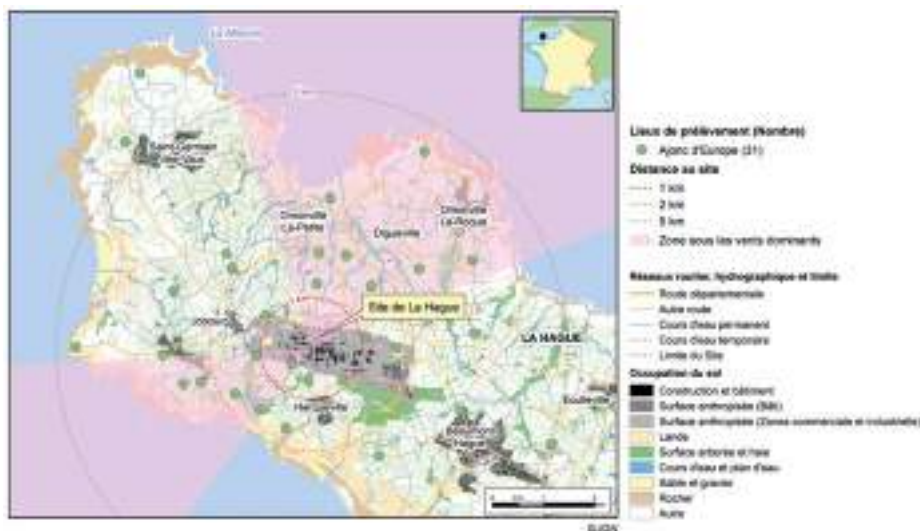 La Manche
Saint-Germain
des-Vaux
Omonville
La-Petite
Digulleville
Omonville
La-Rogue
Site de La Hague
Jobourg
LA HAGUE
Herqueville
Beaumont
Hague
Lieux de prélèvement (Nombre)
Ajonc d'Europe (31)
Distance au site
1 km
2 km
5 km
Zone sous les vents dominants
Réseaux routier, hydrographique et limite
Route départementale
Autre route
Cours d'eau permanent
Cours d'eau temporaire
Limite du Site
Occupation du sol
Construction et bâtiment
Surface anthropisée (Bâti)
Surface anthropisée (Zones commerciale et industrielle)
Lande
Surface arborée et haie
Cours d'eau et plan d'eau
Sable et gravier
Rocher
Autre